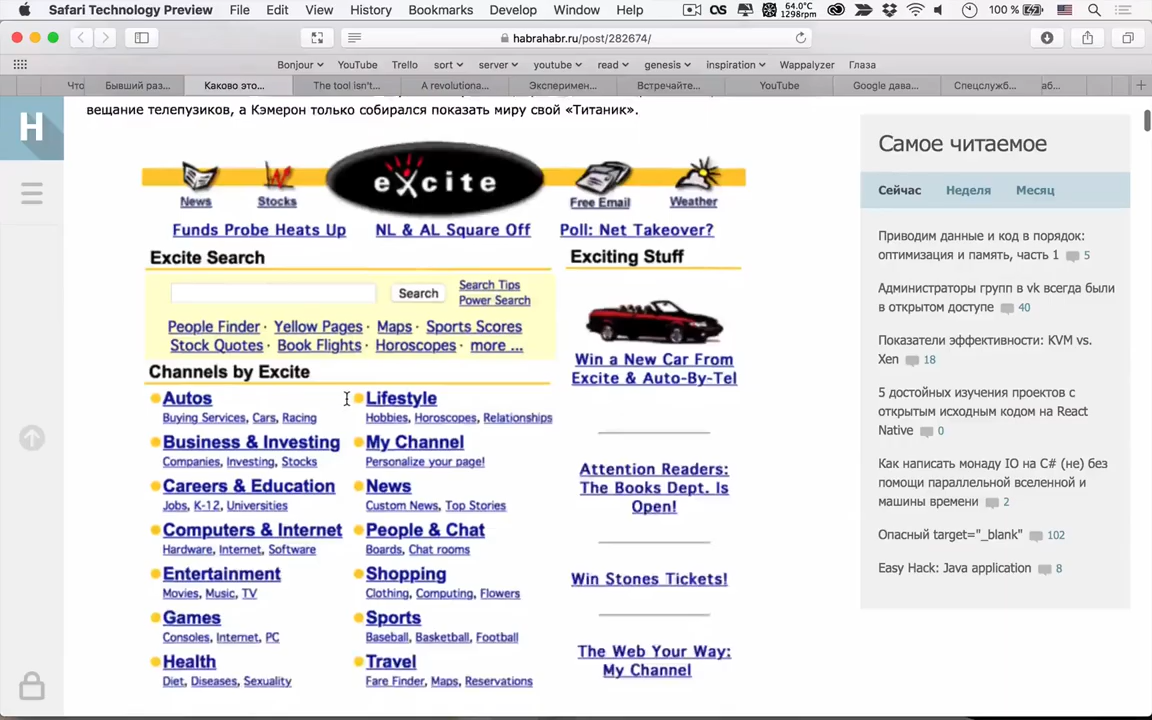 Safari Technology Preview File Edit View History Bookmarks Develop Window Help
64.0°C
1298rpm
100 %
habrahabr.ru/post/282674/
Bonjour YouTube Trello sort server youtube read genesis inspiration Wappalyzer Глаза
Что Бывший раз... Каково это... The tool isn't... A revolutiona... Эксперимен... Встречайте... YouTube Google дава... Спецслужб... аб...
H
вещание телепузиков, а Кэмерон только собирался показать миру свой «Титаник».
News
Stocks
excite
Free Email
Weather
Funds Probe Heats Up NL & AL Square Off Poll: Net Takeover?
Excite Search
Search
Search Tips
Power Search
People Finder · Yellow Pages · Maps · Sports Scores
Stock Quotes · Book Flights · Horoscopes · more ...
Channels by Excite
Autos
Buying Services, Cars, Racing
Business & Investing
Companies, Investing, Stocks
Careers & Education
Jobs, K-12, Universities
Computers & Internet
Hardware, Internet, Software
Entertainment
Movies, Music, TV
Games
Consoles, Internet, PC
Health
Diet, Diseases, Sexuality
Lifestyle
Hobbies, Horoscopes, Relationships
My Channel
Personalize your page!
News
Custom News, Top Stories
People & Chat
Boards, Chat rooms
Shopping
Clothing, Computing, Flowers
Sports
Baseball, Basketball, Football
Travel
Fare Finder, Maps, Reservations
Exciting Stuff
Win a New Car From
Excite & Auto-By-Tel
Attention Readers:
The Books Dept. Is
Open!
Win Stones Tickets!
The Web Your Way:
My Channel
Самое читаемое
Сейчас Неделя Месяц
Приводим данные и код в порядок:
оптимизация и память, часть 1 5
Администраторы групп в vk всегда были
в открытом доступе 40
Показатели эффективности: KVM vs.
Xen 18
5 достойных изучения проектов с
открытым исходным кодом на React
Native 0
Как написать монаду IO на C# (не) без
помощи параллельной вселенной и
машины времени 2
Опасный target="_blank" 102
Easy Hack: Java application 8